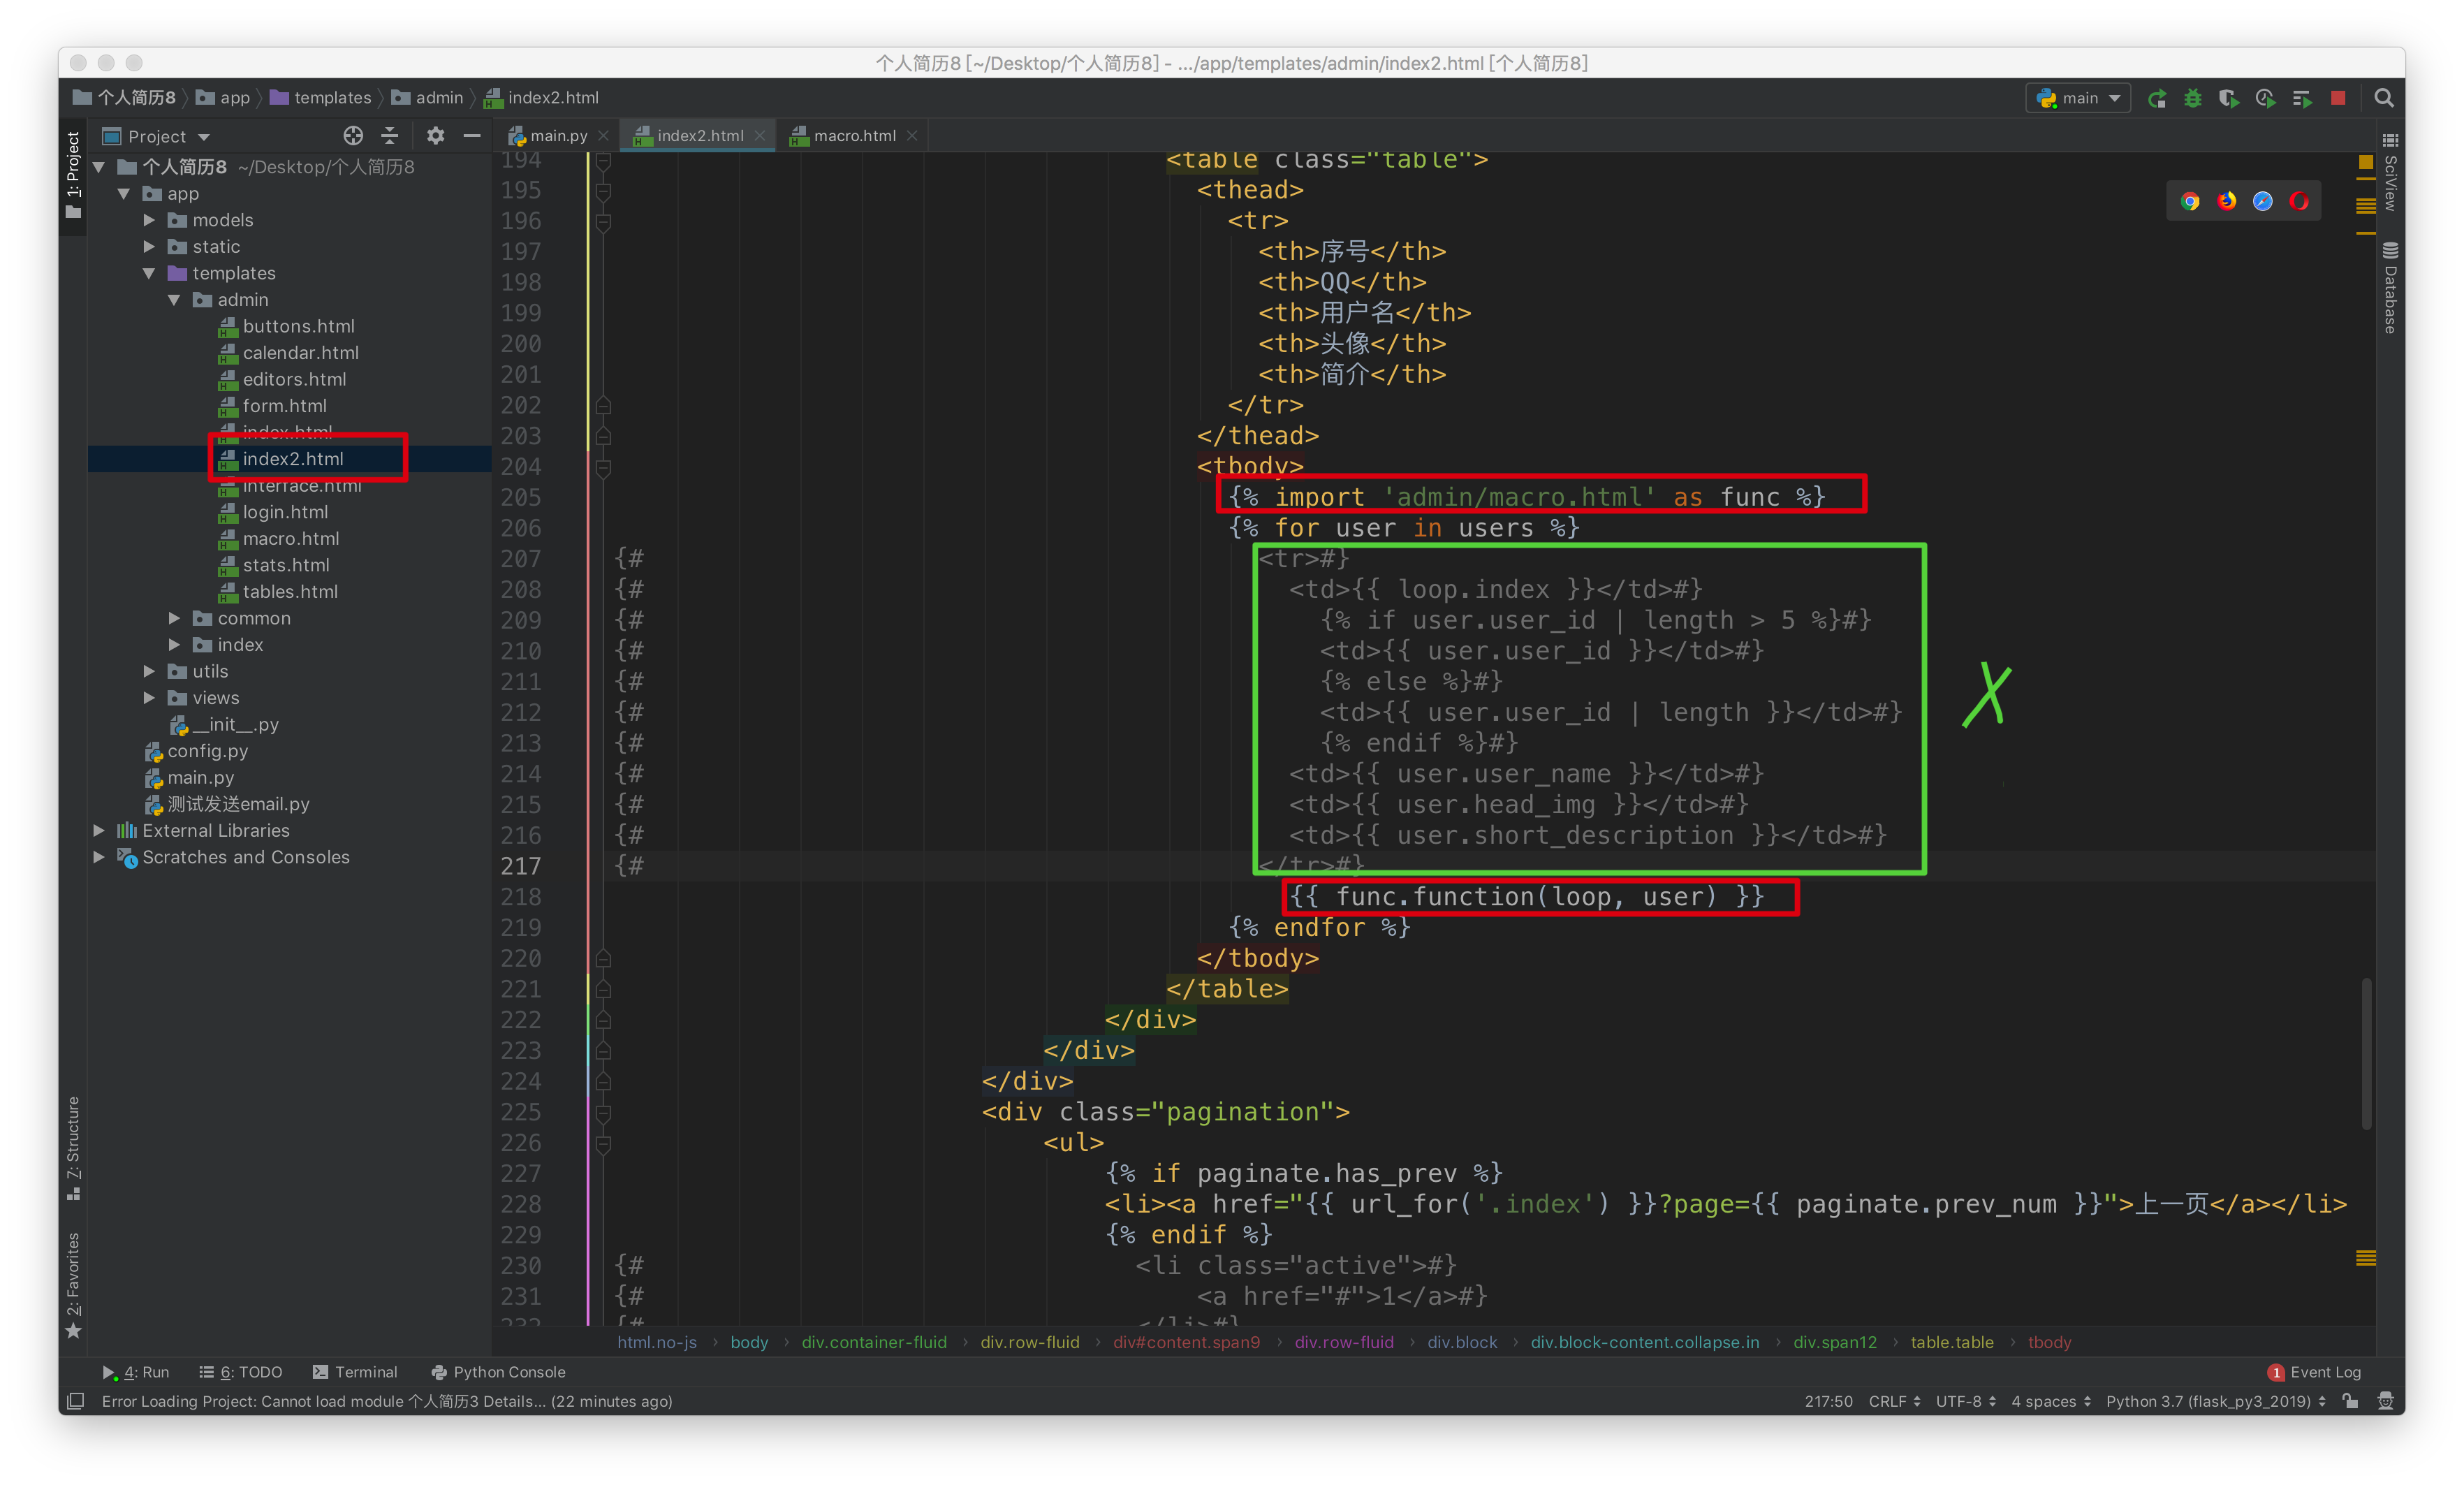 个人简历8 [~/Desktop/个人简历8] - .../app/templates/admin/index2.html [个人简历8]
个人简历8 app templates admin index2.html main
Project main.py index2.html macro.html
1: Project
个人简历8 ~/Desktop/个人简历8
app
models
static
templates
admin
buttons.html
calendar.html
editors.html
form.html
index.html
index2.html
interface.html
login.html
macro.html
stats.html
tables.html
common
index
utils
views
__init__.py
config.py
main.py
测试发送email.py
External Libraries
Scratches and Consoles
7: Structure
2: Favorites
194 <table class="table">
195 <thead>
196 <tr>
197 <th>序号</th>
198 <th>QQ</th>
199 <th>用户名</th>
200 <th>头像</th>
201 <th>简介</th>
202 </tr>
203 </thead>
204 <tbody>
205 {% import 'admin/macro.html' as func %}
206 {% for user in users %}
207 {# <tr>#}
208 {# <td>{{ loop.index }}</td>#}
209 {# {% if user.user_id | length > 5 %}#}
210 {# <td>{{ user.user_id }}</td>#}
211 {# {% else %}#}
212 {# <td>{{ user.user_id | length }}</td>#}
213 {# {% endif %}#}
214 {# <td>{{ user.user_name }}</td>#}
215 {# <td>{{ user.head_img }}</td>#}
216 {# <td>{{ user.short_description }}</td>#}
217 {# </tr>#}
218 {{ func.function(loop, user) }}
219 {% endfor %}
220 </tbody>
221 </table>
222 </div>
223 </div>
224 </div>
225 <div class="pagination">
226 <ul>
227 {% if paginate.has_prev %}
228 <li><a href="{{ url_for('.index') }}?page={{ paginate.prev_num }}">上一页</a></li>
229 {% endif %}
230 {# <li class="active">#}
231 {# <a href="#">1</a>#}
232 {# </li>#}
X
SciView
Database
html.no-js › body › div.container-fluid › div.row-fluid › div#content.span9 › div.row-fluid › div.block › div.block-content.collapse.in › div.span12 › table.table › tbody
4: Run 6: TODO Terminal Python Console 1 Event Log
Error Loading Project: Cannot load module 个人简历3 Details... (22 minutes ago) 217:50 CRLF UTF-8 4 spaces Python 3.7 (flask_py3_2019)